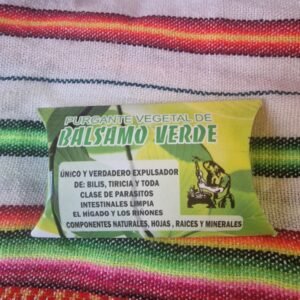 PURGANTE VEGETAL DE
BALSAMO VERDE
ÚNICO Y VERDADERO EXPULSADOR
DE: BILIS, TIRICIA Y TODA
CLASE DE PARASITOS
INTESTINALES LIMPIA
EL HÍGADO Y LOS RIÑONES
COMPONENTES NATURALES, HOJAS , RAICES Y MINERALES